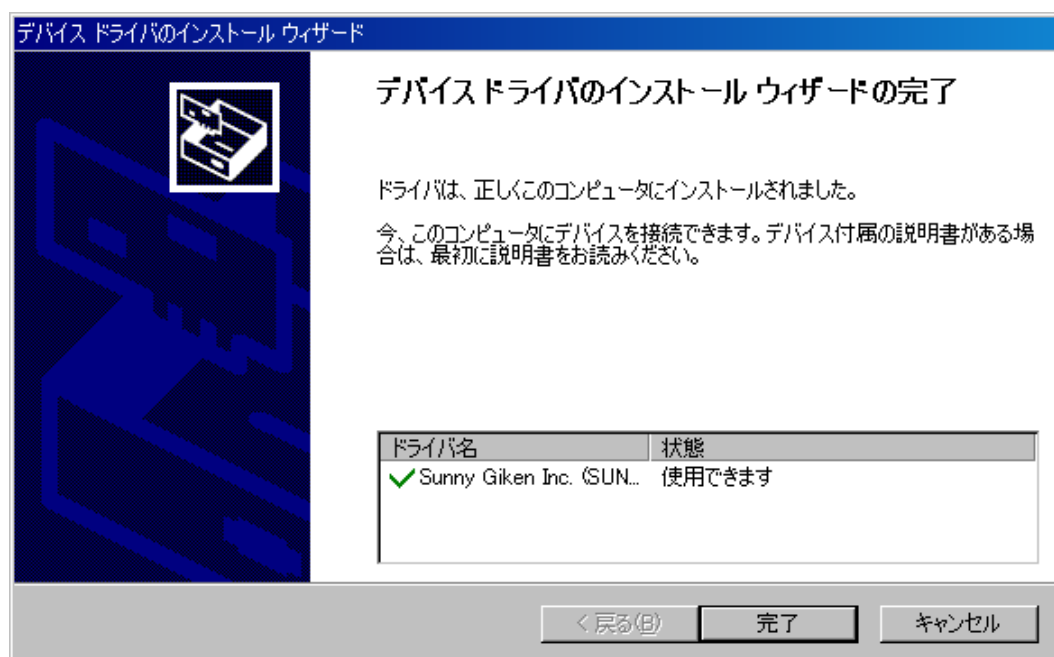 デバイス ドライバのインストール ウィザード
デバイス ドライバのインストール ウィザードの完了
ドライバは、正しくこのコンピュータにインストールされました。
今、このコンピュータにデバイスを接続できます。デバイス付属の説明書がある場
合は、最初に説明書をお読みください。
ドライバ名 状態
Sunny Giken Inc. (SUN... 使用できます
< 戻る(B) 完了 キャンセル